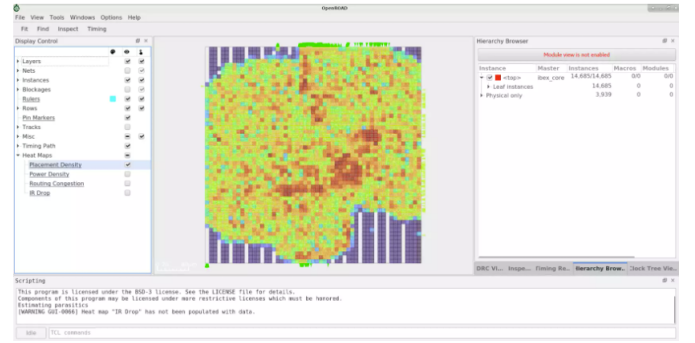 OpenROAD
File View Tools Windows Options Help
Fit Find Inspect Timing
Display Control
Layers
Nets
Instances
Blockages
Rulers
Rows
Pin Markers
Tracks
Misc
Timing Path
Heat Maps
Placement Density
Power Density
Routing Congestion
IR Drop
Hierarchy Browser
Module view is not enabled
Instance Master Instances Macros Modules
<top> ibex_core 14,685/14,685 0/0 0/0
Leaf instances 14,685 0 0
Physical only 3,939 0 0
DRC Vi... Inspe... Timing Re... Hierarchy Brow... Clock Tree Vie...
Scripting
This program is licensed under the BSD-3 license. See the LICENSE file for details.
Components of this program may be licensed under more restrictive licenses which must be honored.
Estimating parasitics
[WARNING GUI-0066] Heat map "IR Drop" has not been populated with data.
Idle TCL commands